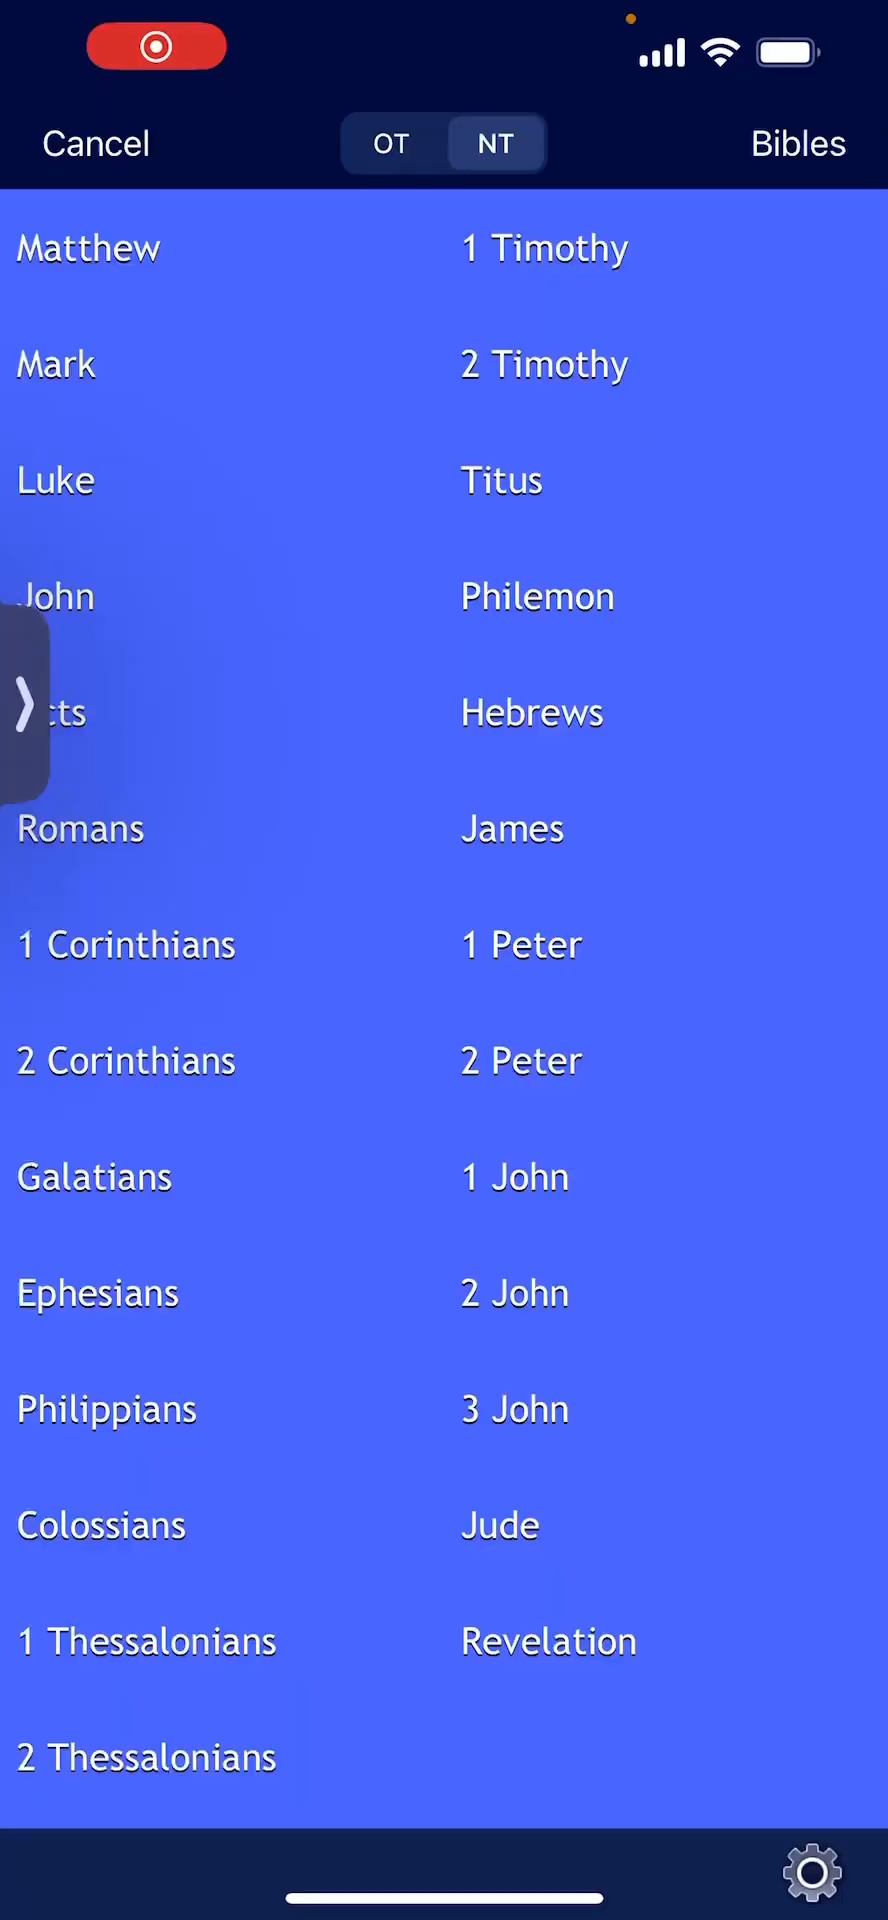 Cancel OT NT Bibles
Matthew
Mark
Luke
John
cts
Romans
1 Corinthians
2 Corinthians
Galatians
Ephesians
Philippians
Colossians
1 Thessalonians
2 Thessalonians
1 Timothy
2 Timothy
Titus
Philemon
Hebrews
James
1 Peter
2 Peter
1 John
2 John
3 John
Jude
Revelation